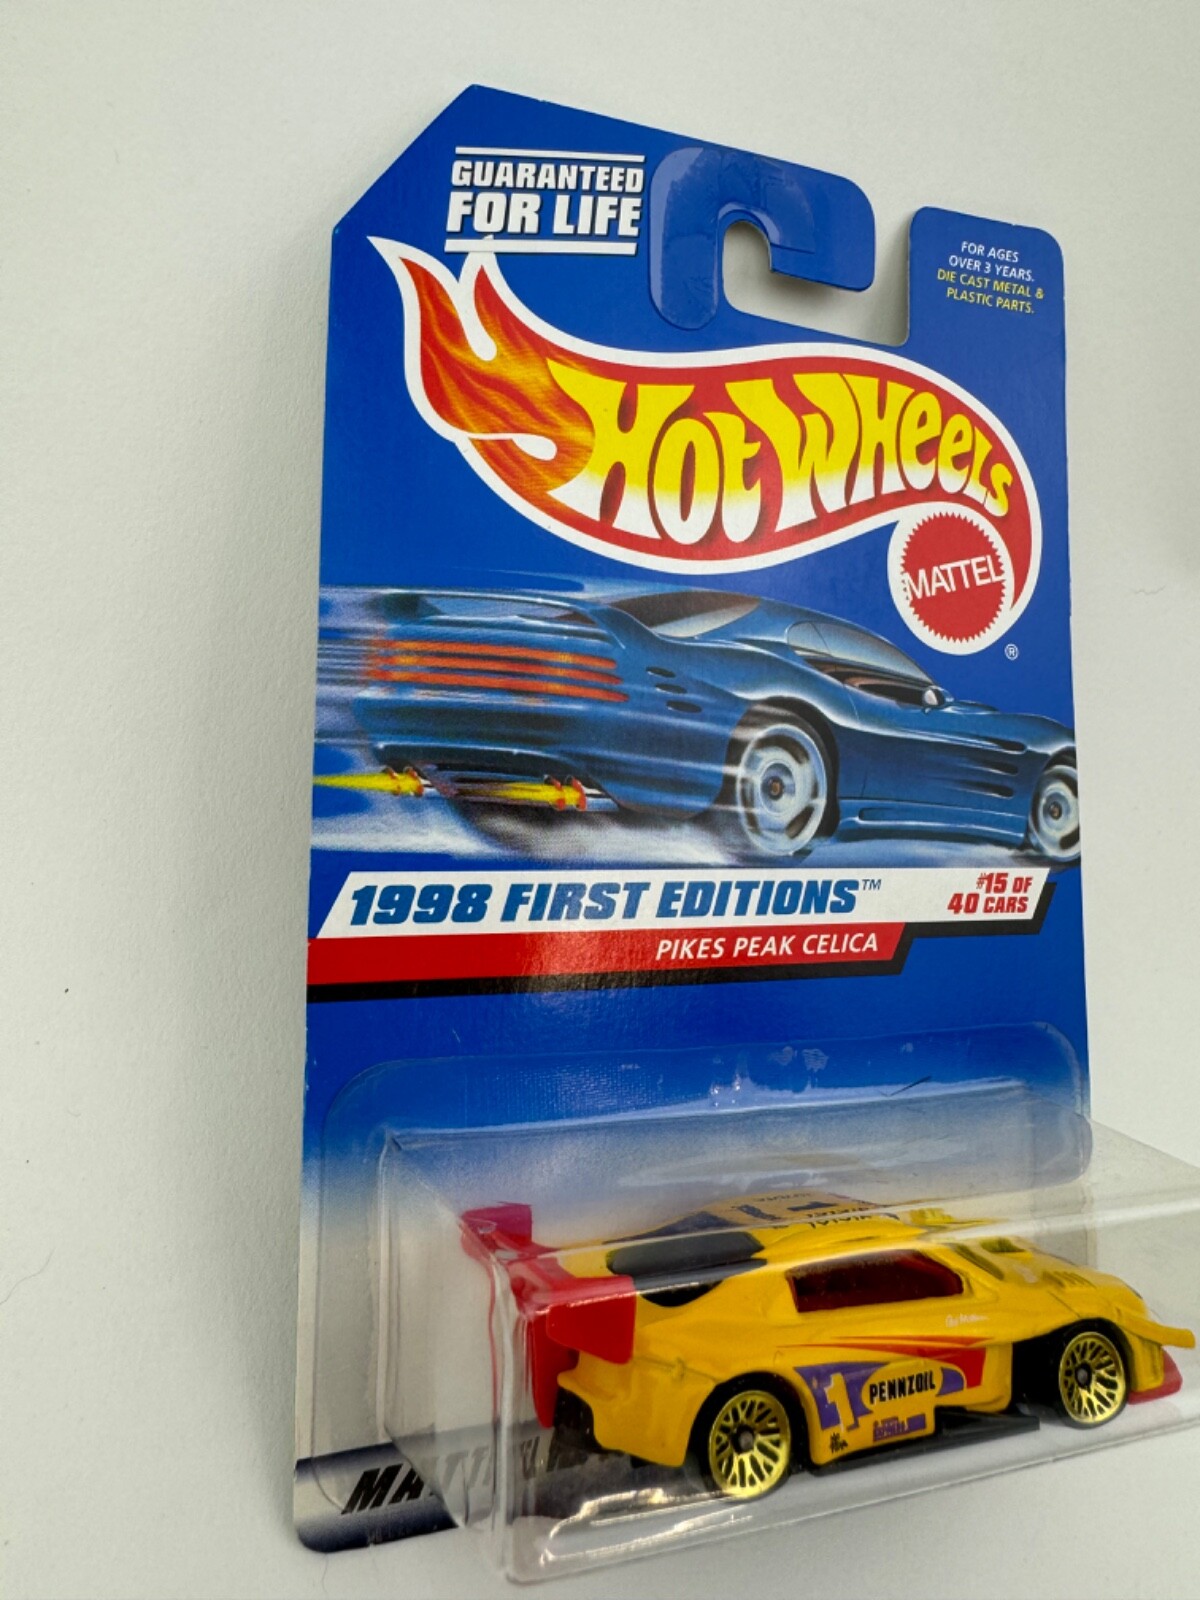 GUARANTEED
FOR LIFE
FOR AGES
OVER 3 YEARS.
DIE CAST METAL &
PLASTIC PARTS.
HOT WHEELS
MATTEL
®
1998 FIRST EDITIONS™
#15 OF
40 CARS
PIKES PEAK CELICA
1
PENNZOIL